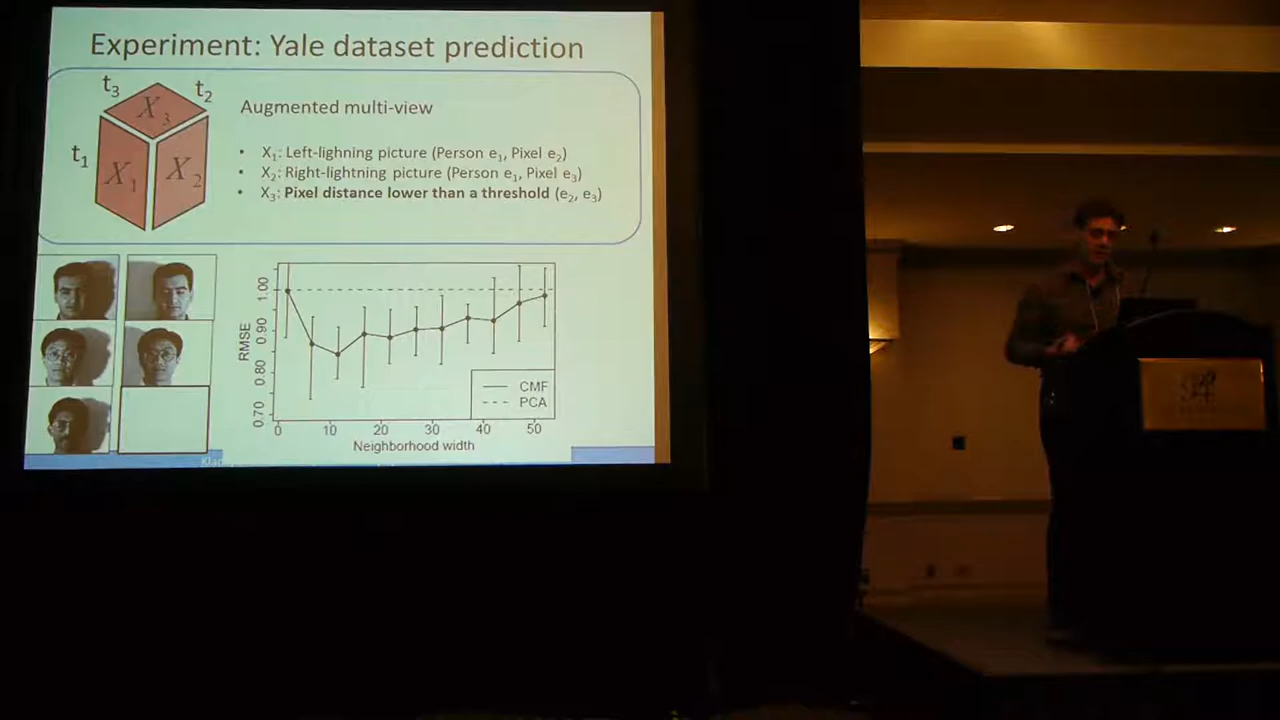 Experiment: Yale dataset prediction
t₃
t₂
X₃
t₁
X₁
X₂
Augmented multi-view
• X₁: Left-lighning picture (Person e₁, Pixel e₂)
• X₂: Right-lightning picture (Person e₁, Pixel e₃)
• X₃: Pixel distance lower than a threshold (e₂, e₃)
RMSE
1.00
0.90
0.80
0.70
CMF
PCA
0 10 20 30 40 50
Neighborhood width